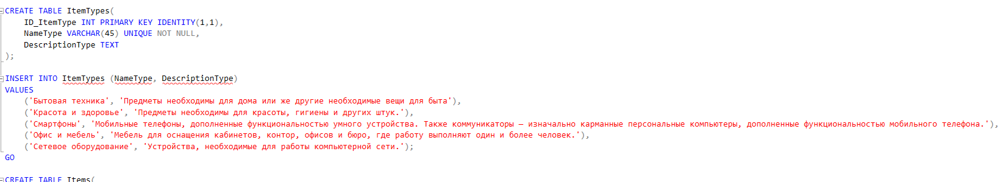 CREATE TABLE ItemTypes(
ID_ItemType INT PRIMARY KEY IDENTITY(1,1),
NameType VARCHAR(45) UNIQUE NOT NULL,
DescriptionType TEXT
);
INSERT INTO ItemTypes (NameType, DescriptionType)
VALUES
('Бытовая техника', 'Предметы необходимы для дома или же другие необходимые вещи для быта'),
('Красота и здоровье', 'Предметы необходимы для красоты, гигиены и других штук.'),
('Смартфоны', 'Мобильные телефоны, дополненные функциональностью умного устройства. Также коммуникаторы — изначально карманные персональные компьютеры, дополненные функциональностью мобильного телефона.'),
('Офис и мебель', 'Мебель для оснащения кабинетов, контор, офисов и бюро, где работу выполняют один и более человек.'),
('Сетевое оборудование', 'Устройства, необходимые для работы компьютерной сети.');
GO
CREATE TABLE Items(